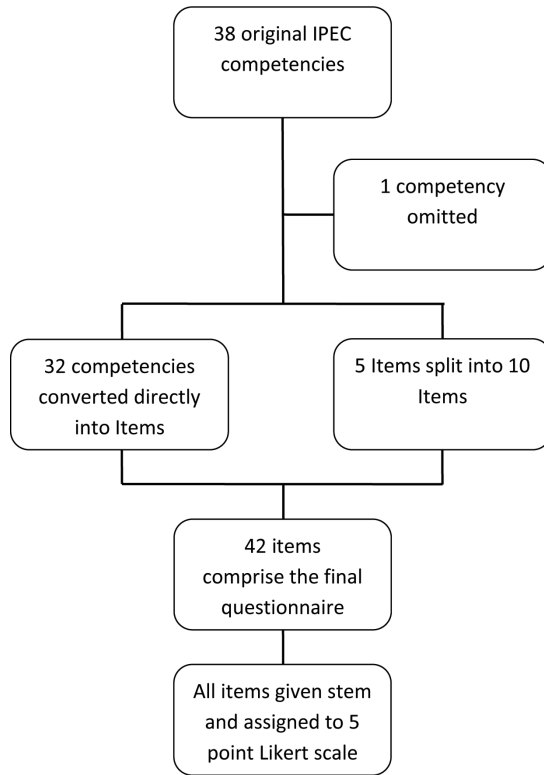 38 original IPEC
competencies
1 competency
omitted
32 competencies
converted directly
into Items
5 Items split into 10
Items
42 items
comprise the final
questionnaire
All items given stem
and assigned to 5
point Likert scale